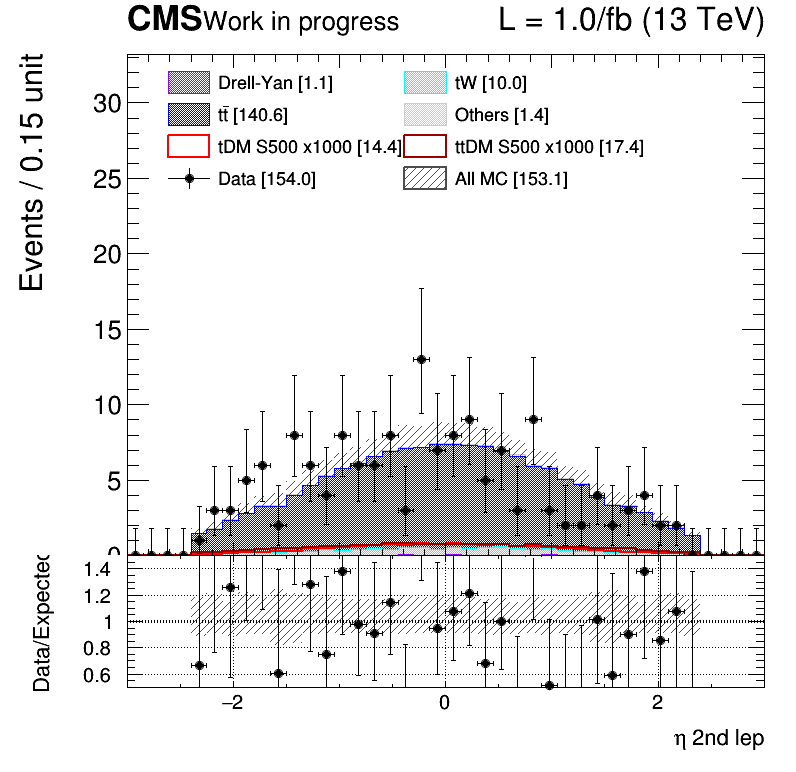 CMS Work in progress L = 1.0/fb (13 TeV)
Events / 0.15 unit
Drell-Yan [1.1] tW [10.0]
tt̄ [140.6] Others [1.4]
tDM S500 x1000 [14.4] ttDM S500 x1000 [17.4]
Data [154.0] All MC [153.1]
30
25
20
15
10
5
0
Data/Expected
1.4
1.2
1
0.8
0.6
−2 0 2
η 2nd lep